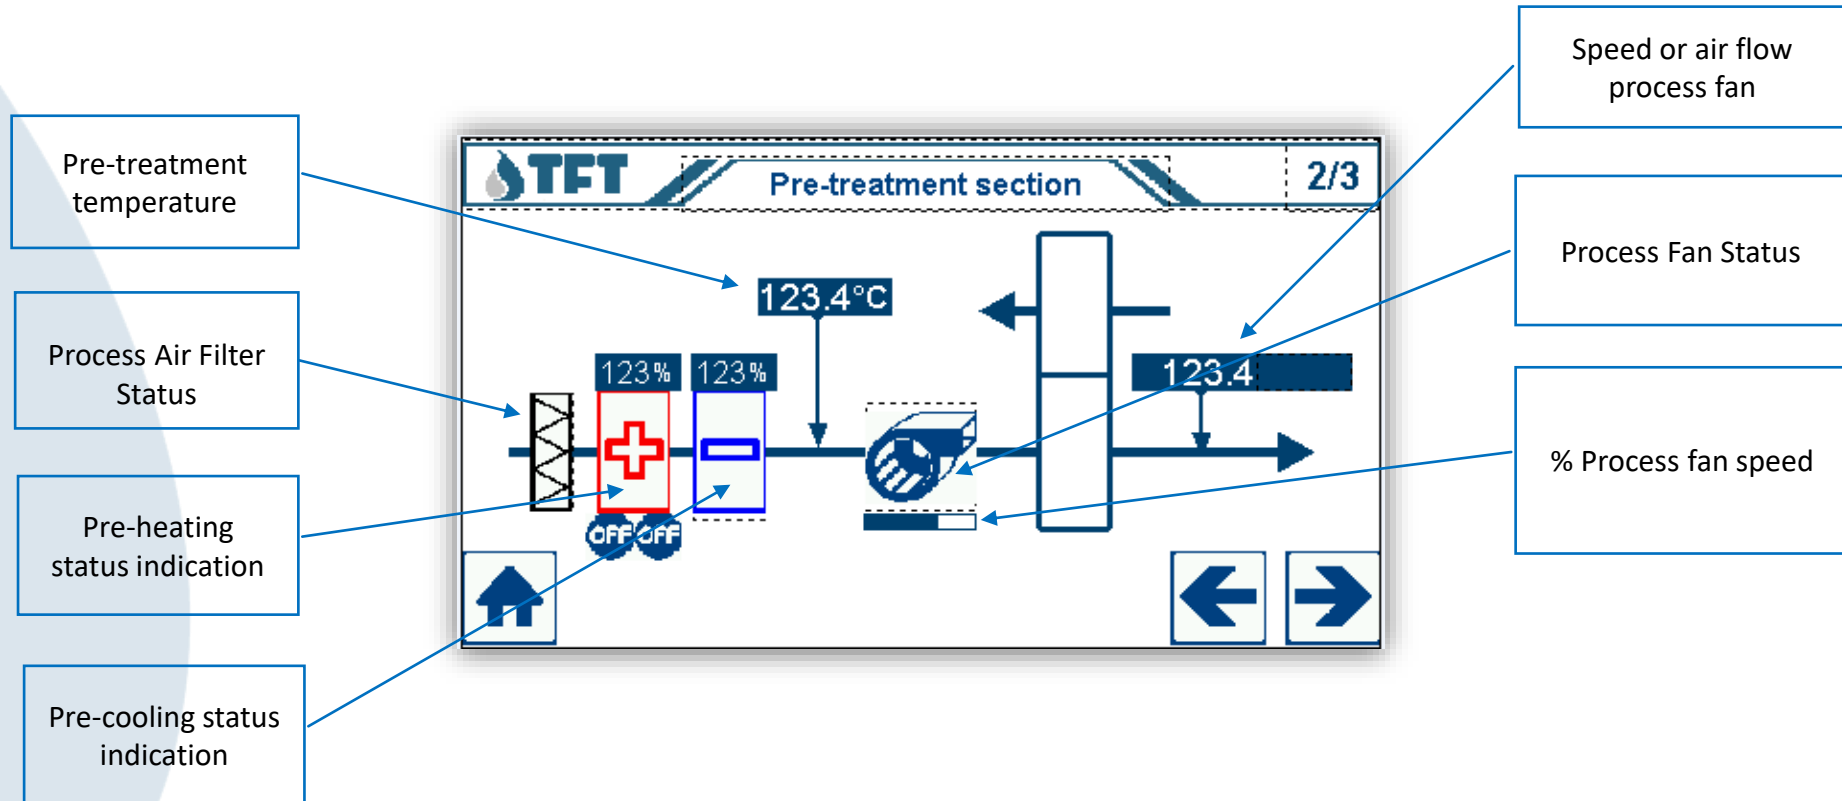 Speed or air flow
process fan
Pre-treatment
temperature
TFT
Pre-treatment section
2/3
Process Fan Status
123.4°C
Process Air Filter
Status
123%
123%
123.4
% Process fan speed
Pre-heating
status indication
OFF
OFF
Pre-cooling status
indication